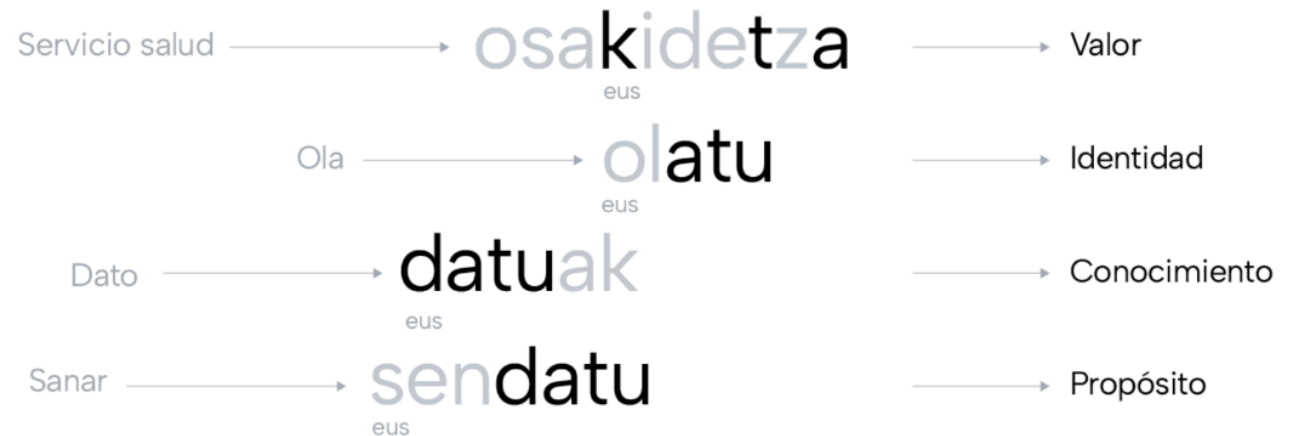 Servicio salud osakidetza Valor
eus
Ola olatu Identidad
eus
Dato datuak Conocimiento
eus
Sanar sendatu Propósito
eus